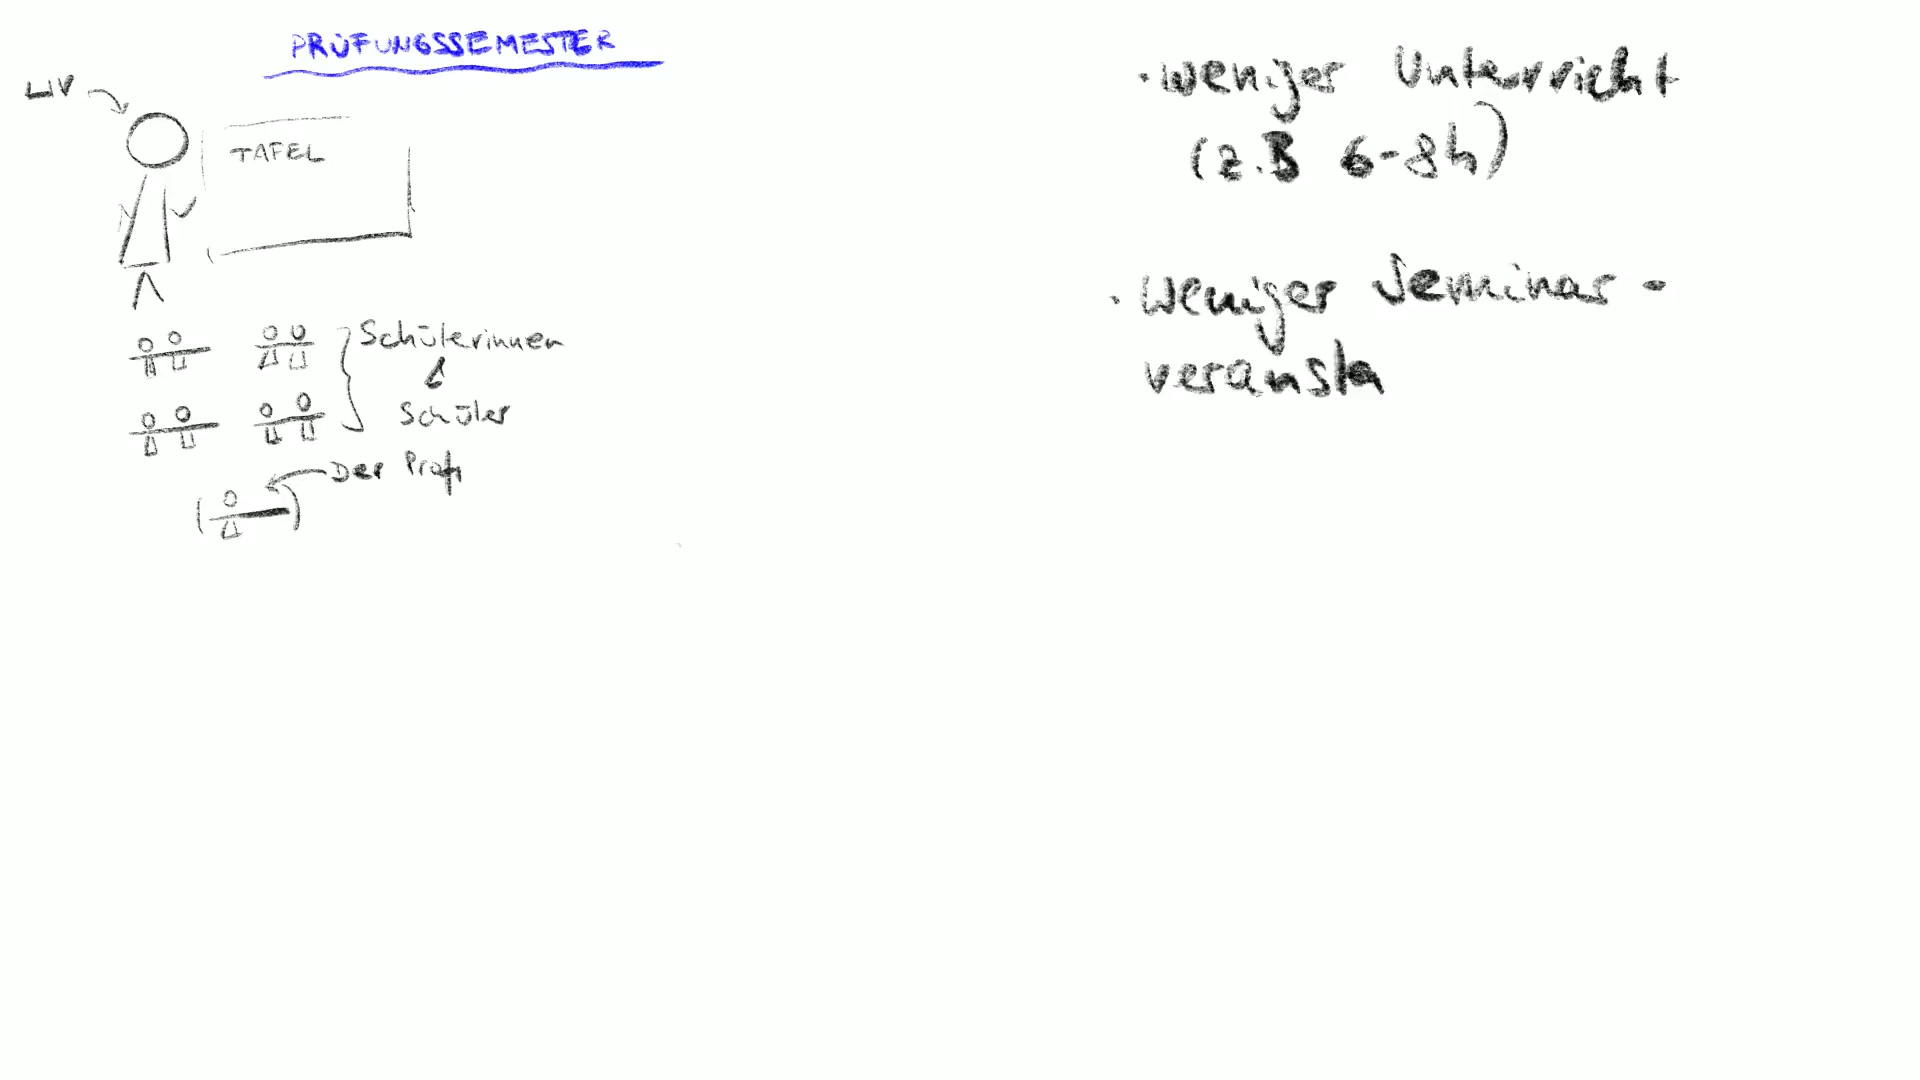 PRÜFUNGSSEMESTER
LIV
TAFEL
Schülerinnen
&
Schüler
Der Profi
· weniger Unterricht
(z.B 6-8h)
· weniger Seminar-
veransta